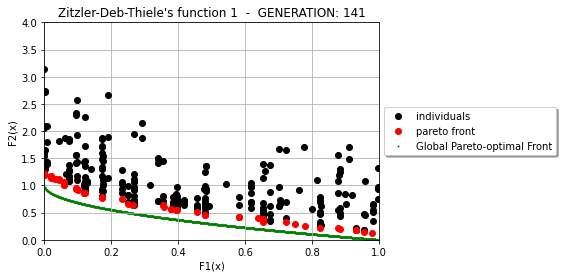 Zitzler-Deb-Thiele's function 1 - GENERATION: 141
4.0
3.5
3.0
2.5
2.0
1.5
1.0
0.5
0.0
F2(x)
0.0 0.2 0.4 0.6 0.8 1.0
F1(x)
individuals
pareto front
Global Pareto-optimal Front